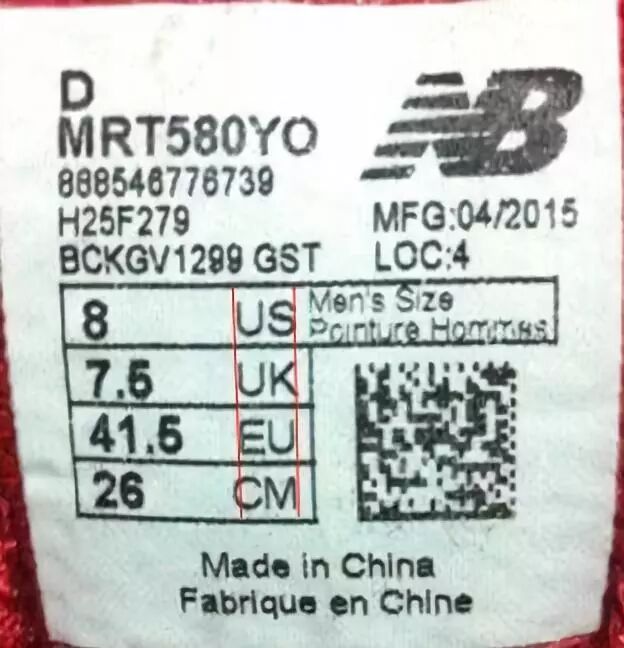 D
NB
MRT580YO
888546776739
H25F279
MFG:04/2015
BCKGV1299 GST
LOC:4
8 US Men's Size
Pointure Hommes
7.5 UK
41.5 EU
26 CM
Made in China
Fabrique en Chine